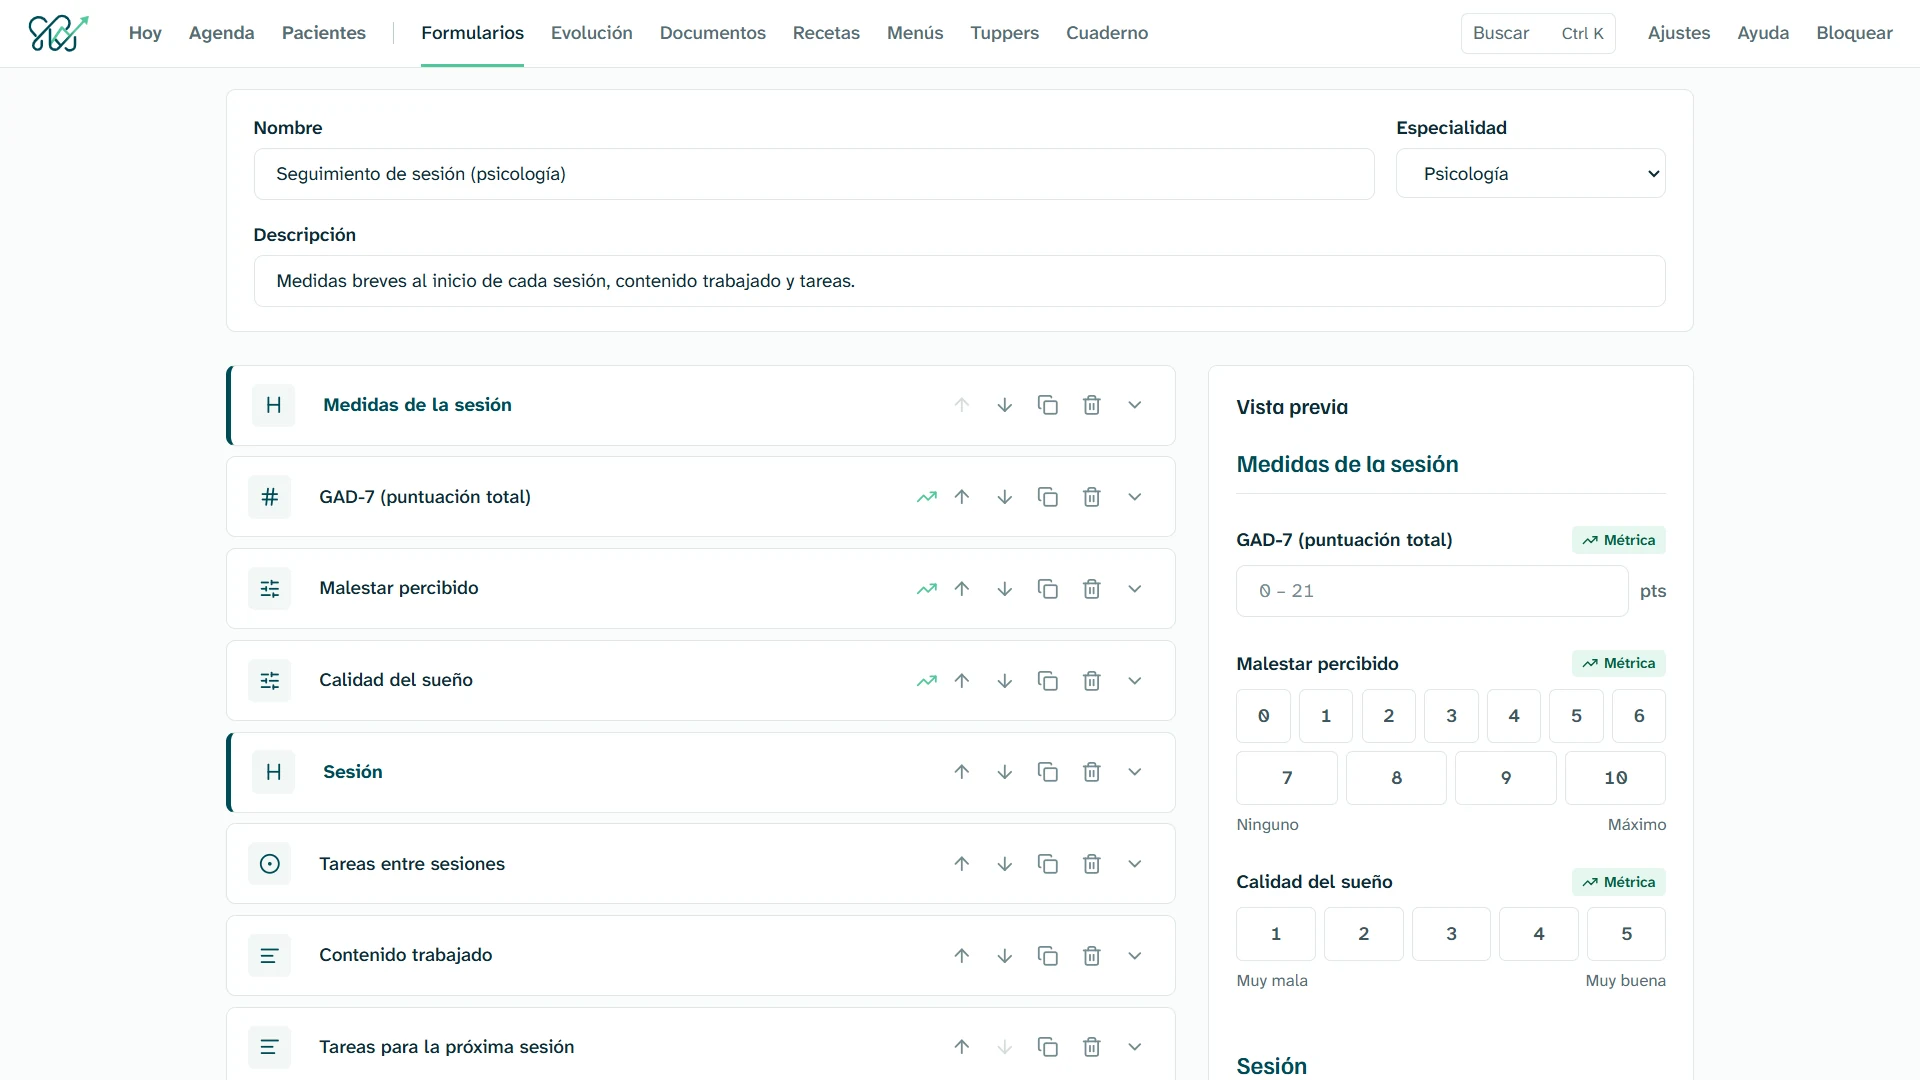 Hoy Agenda Pacientes Formularios Evolución Documentos Recetas Menús Tuppers Cuaderno Buscar Ctrl K Ajustes Ayuda Bloquear
Nombre
Seguimiento de sesión (psicología)
Especialidad
Psicología
Descripción
Medidas breves al inicio de cada sesión, contenido trabajado y tareas.
H Medidas de la sesión
# GAD-7 (puntuación total)
Malestar percibido
Calidad del sueño
H Sesión
Tareas entre sesiones
Contenido trabajado
Tareas para la próxima sesión
Vista previa
Medidas de la sesión
GAD-7 (puntuación total) Métrica
0 – 21 pts
Malestar percibido Métrica
0 1 2 3 4 5 6
7 8 9 10
Ninguno Máximo
Calidad del sueño Métrica
1 2 3 4 5
Muy mala Muy buena
Sesión